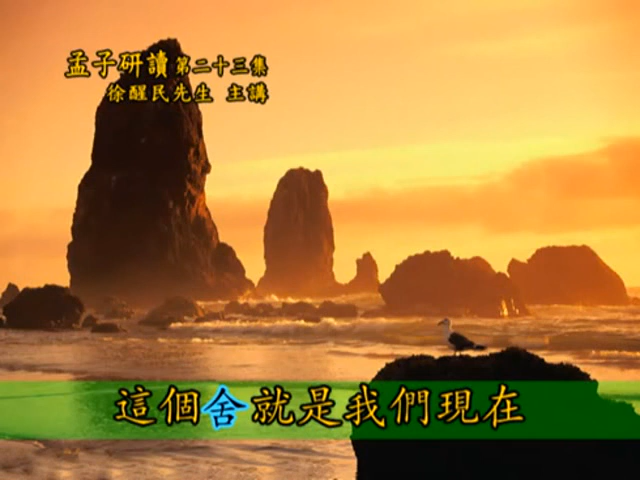 孟子研讀 第二十三集
徐醒民先生 主講
這個舍就是我們現在